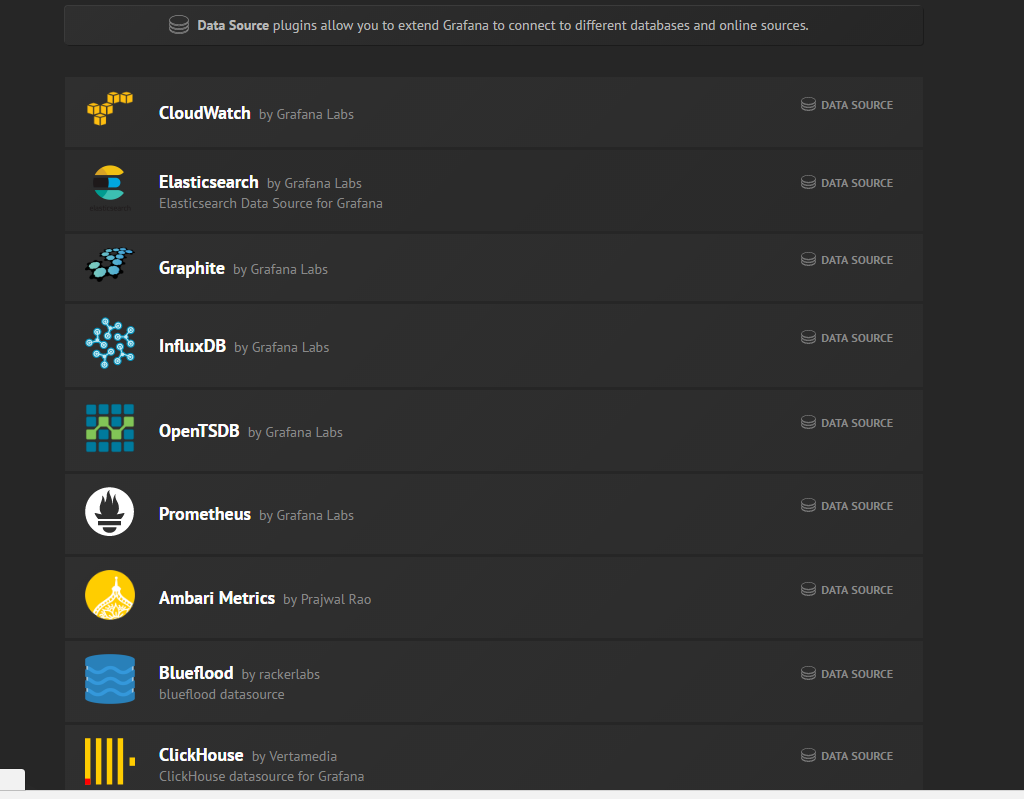 Data Source plugins allow you to extend Grafana to connect to different databases and online sources.
CloudWatch by Grafana Labs
DATA SOURCE
Elasticsearch by Grafana Labs
DATA SOURCE
Elasticsearch Data Source for Grafana
Graphite by Grafana Labs
DATA SOURCE
InfluxDB by Grafana Labs
DATA SOURCE
OpenTSDB by Grafana Labs
DATA SOURCE
Prometheus by Grafana Labs
DATA SOURCE
Ambari Metrics by Prajwal Rao
DATA SOURCE
Blueflood by rackerlabs
DATA SOURCE
blueflood datasource
ClickHouse by Vertamedia
DATA SOURCE
ClickHouse datasource for Grafana